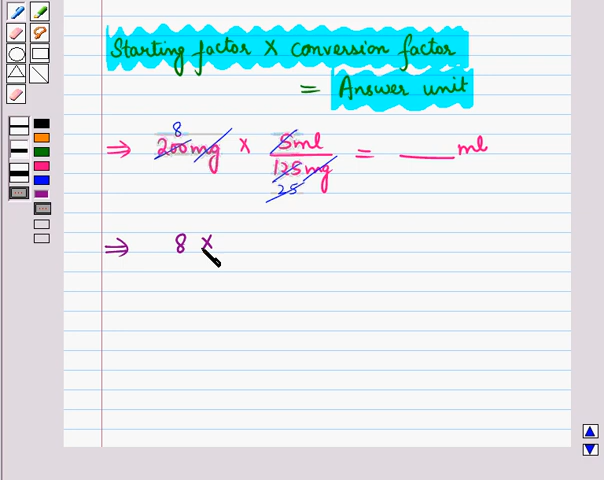 Starting factor X conversion factor
= Answer unit
8
⇒ 200mg × 5ml/125mg = ___ ml
25
⇒ 8 ×